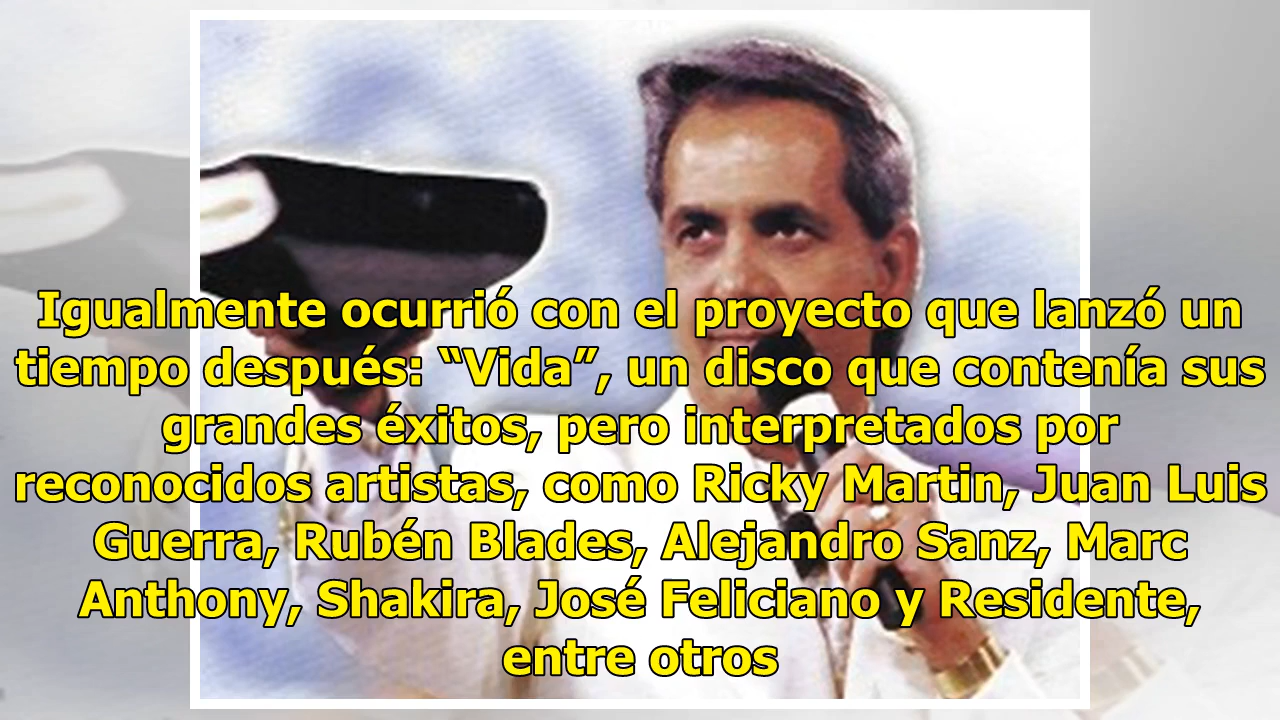 Igualmente ocurrió con el proyecto que lanzó un
tiempo después: “Vida”, un disco que contenía sus
grandes éxitos, pero interpretados por
reconocidos artistas, como Ricky Martin, Juan Luis
Guerra, Rubén Blades, Alejandro Sanz, Marc
Anthony, Shakira, José Feliciano y Residente,
entre otros